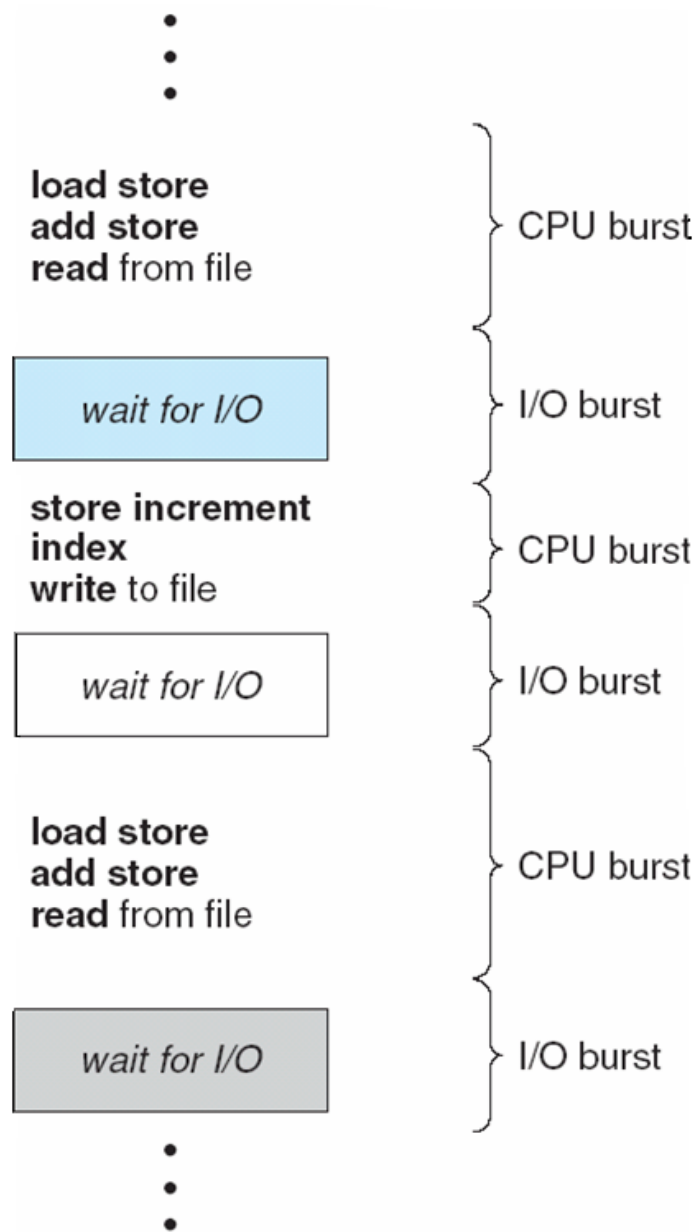 load store
add store
read from file
CPU burst
wait for I/O
I/O burst
store increment
index
write to file
CPU burst
wait for I/O
I/O burst
load store
add store
read from file
CPU burst
wait for I/O
I/O burst